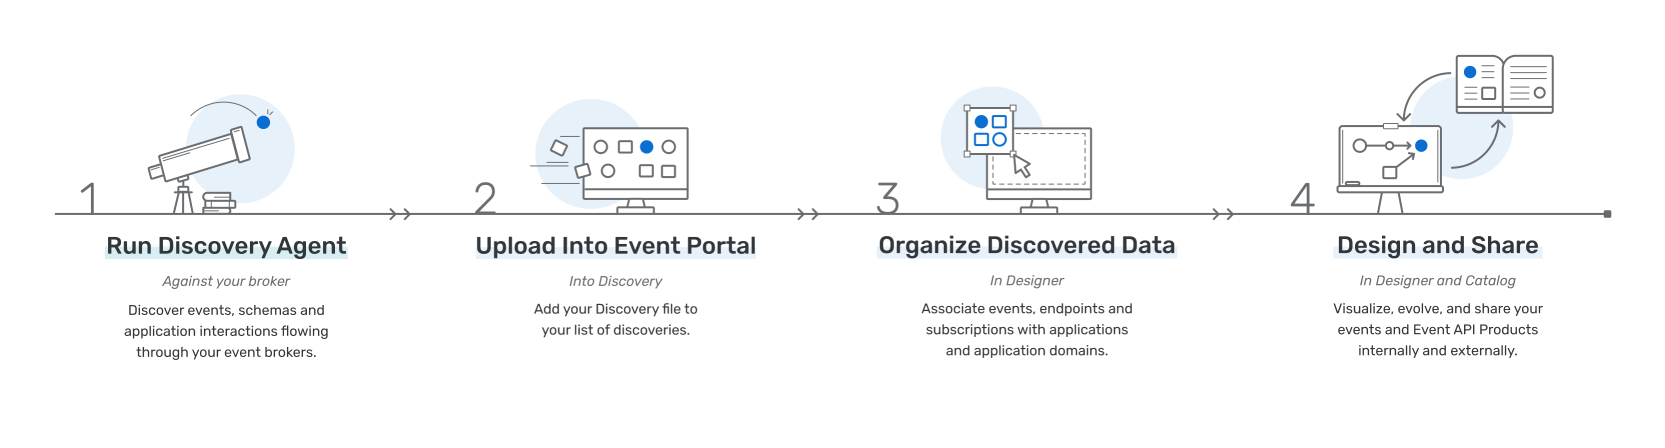 1
Run Discovery Agent
Against your broker
Discover events, schemas and
application interactions flowing
through your event brokers.
2
Upload Into Event Portal
Into Discovery
Add your Discovery file to
your list of discoveries.
3
Organize Discovered Data
In Designer
Associate events, endpoints and
subscriptions with applications
and application domains.
4
Design and Share
In Designer and Catalog
Visualize, evolve, and share your
events and Event API Products
internally and externally.